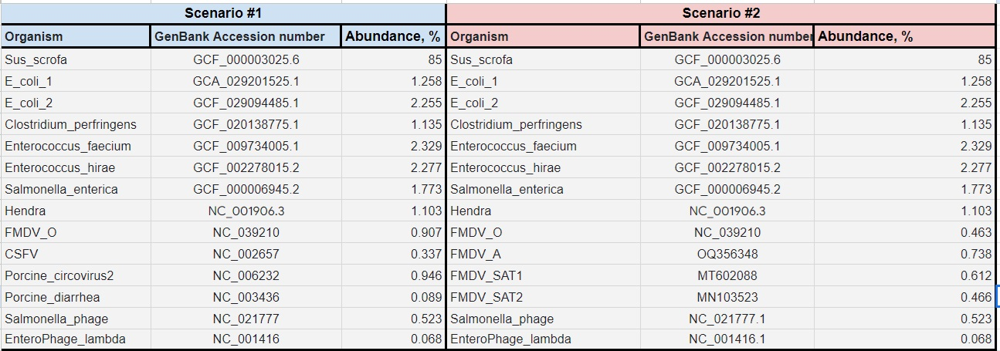 Scenario #1 Scenario #2
Organism GenBank Accession number Abundance, % Organism GenBank Accession number Abundance, %
Sus_scrofa GCF_000003025.6 85 Sus_scrofa GCF_000003025.6 85
E_coli_1 GCA_029201525.1 1.258 E_coli_1 GCA_029201525.1 1.258
E_coli_2 GCF_029094485.1 2.255 E_coli_2 GCF_029094485.1 2.255
Clostridium_perfringens GCF_020138775.1 1.135 Clostridium_perfringens GCF_020138775.1 1.135
Enterococcus_faecium GCF_009734005.1 2.329 Enterococcus_faecium GCF_009734005.1 2.329
Enterococcus_hirae GCF_002278015.2 2.277 Enterococcus_hirae GCF_002278015.2 2.277
Salmonella_enterica GCF_000006945.2 1.773 Salmonella_enterica GCF_000006945.2 1.773
Hendra NC_001906.3 1.103 Hendra NC_001906.3 1.103
FMDV_O NC_039210 0.907 FMDV_O NC_039210 0.463
CSFV NC_002657 0.337 FMDV_A OQ356348 0.738
Porcine_circovirus2 NC_006232 0.946 FMDV_SAT1 MT602088 0.612
Porcine_diarrhea NC_003436 0.089 FMDV_SAT2 MN103523 0.466
Salmonella_phage NC_021777 0.523 Salmonella_phage NC_021777.1 0.523
EnteroPhage_lambda NC_001416 0.068 EnteroPhage_lambda NC_001416.1 0.068